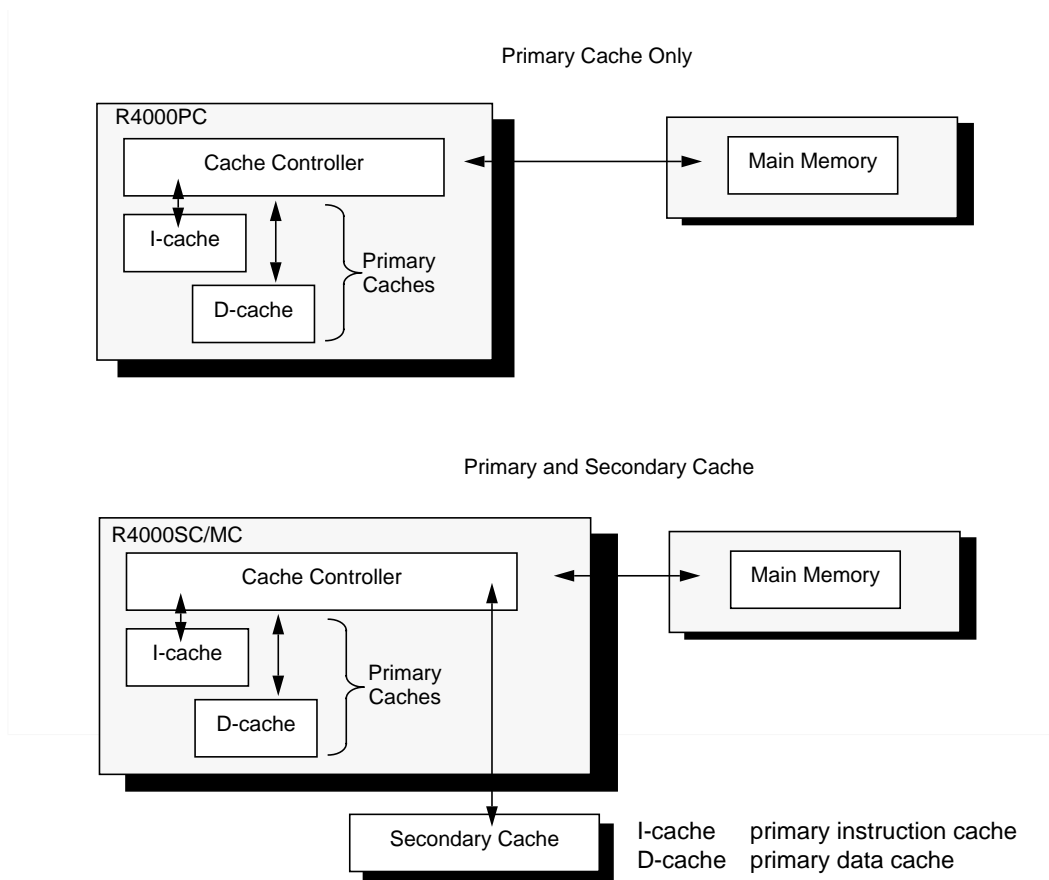 Primary Cache Only
R4000PC
Cache Controller
Main Memory
I-cache
Primary
Caches
D-cache
Primary and Secondary Cache
R4000SC/MC
Cache Controller
Main Memory
I-cache
Primary
Caches
D-cache
Secondary Cache
I-cache primary instruction cache
D-cache primary data cache